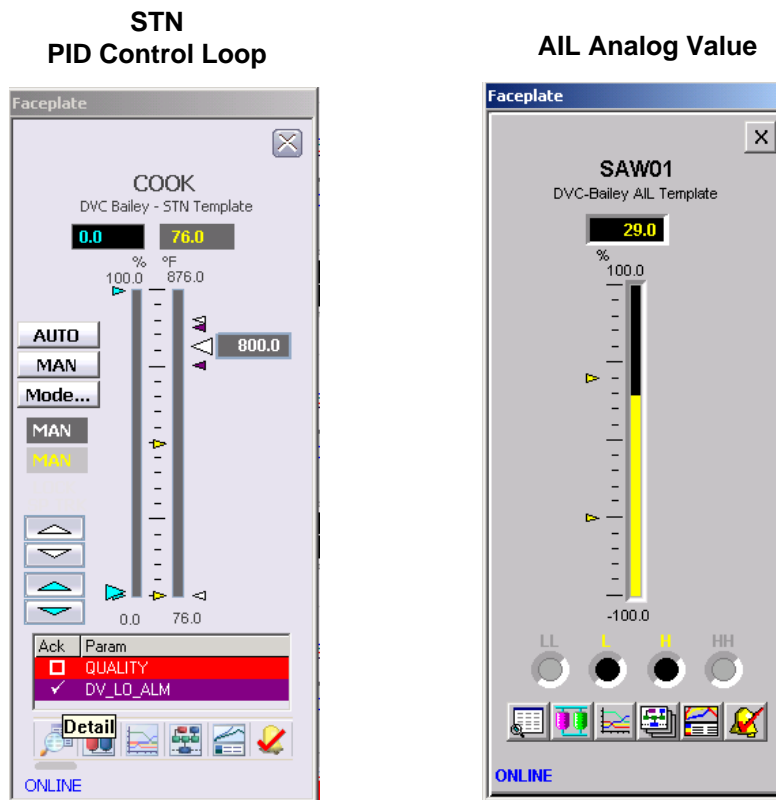 STN
PID Control Loop
AIL Analog Value
Faceplate
COOK
DVC Bailey - STN Template
0.0 76.0
% °F
100.0 876.0
800.0
AUTO
MAN
Mode...
MAN
MAN
0.0 76.0
Ack Param
QUALITY
DV_LO_ALM
Detail
ONLINE
Faceplate
X
SAW01
DVC-Bailey AIL Template
29.0
%
100.0
-100.0
LL L H HH
ONLINE